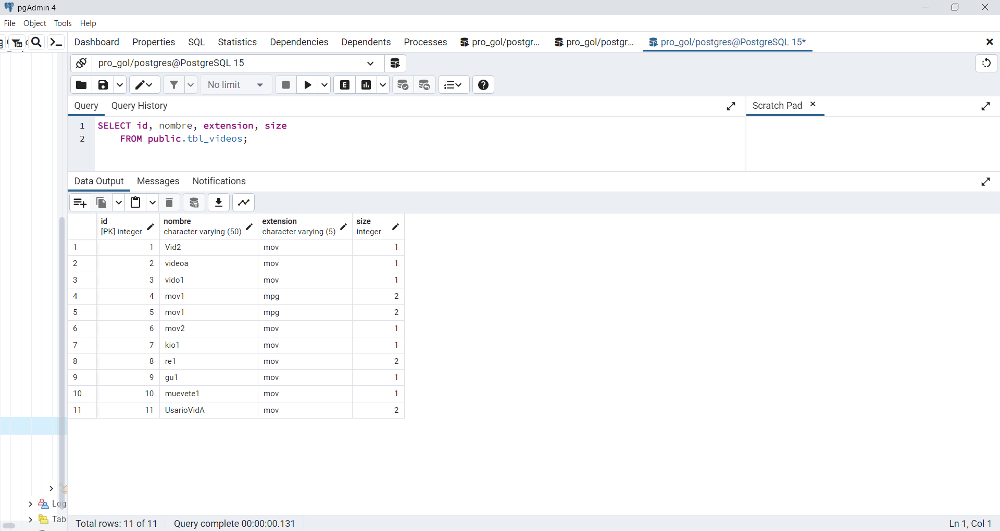 pgAdmin 4
File Object Tools Help
Dashboard Properties SQL Statistics Dependencies Dependents Processes pro_gol/postgr... pro_gol/postgr... pro_gol/postgres@PostgreSQL 15*
pro_gol/postgres@PostgreSQL 15
No limit
E
Query Query History
Scratch Pad
1 SELECT id, nombre, extension, size
2 FROM public.tbl_videos;
Data Output Messages Notifications
id nombre extension size
[PK] integer character varying (50) character varying (5) integer
1 1 Vid2 mov 1
2 2 videoa mov 1
3 3 vido1 mov 1
4 4 mov1 mpg 2
5 5 mov1 mpg 2
6 6 mov2 mov 1
7 7 kio1 mov 1
8 8 re1 mov 2
9 9 gu1 mov 1
10 10 muevete1 mov 1
11 11 UsarioVidA mov 2
Log
Tabl
Total rows: 11 of 11 Query complete 00:00:00.131 Ln 1, Col 1